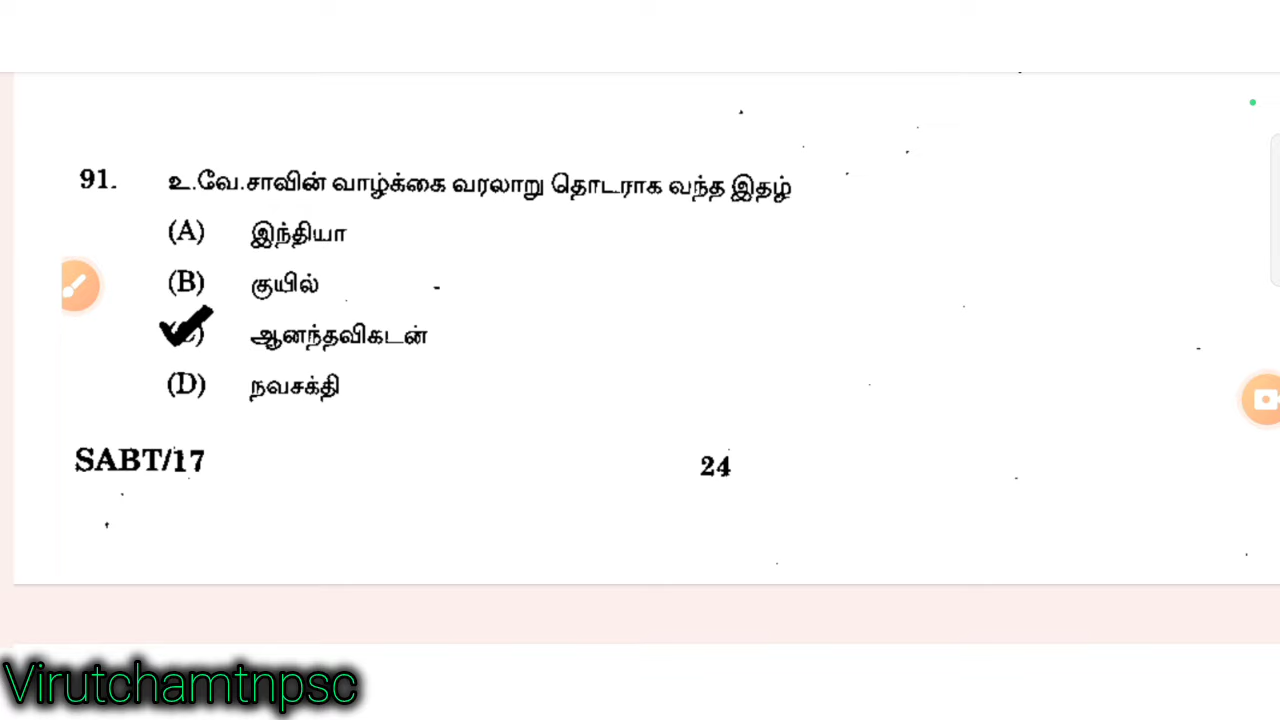 91. உ.வே.சாவின் வாழ்க்கை வரலாறு தொடராக வந்த இதழ்
(A) இந்தியா
(B) குயில்
(C) ஆனந்தவிகடன்
(D) நவசக்தி
SABT/17 24
Virutchamtnpsc